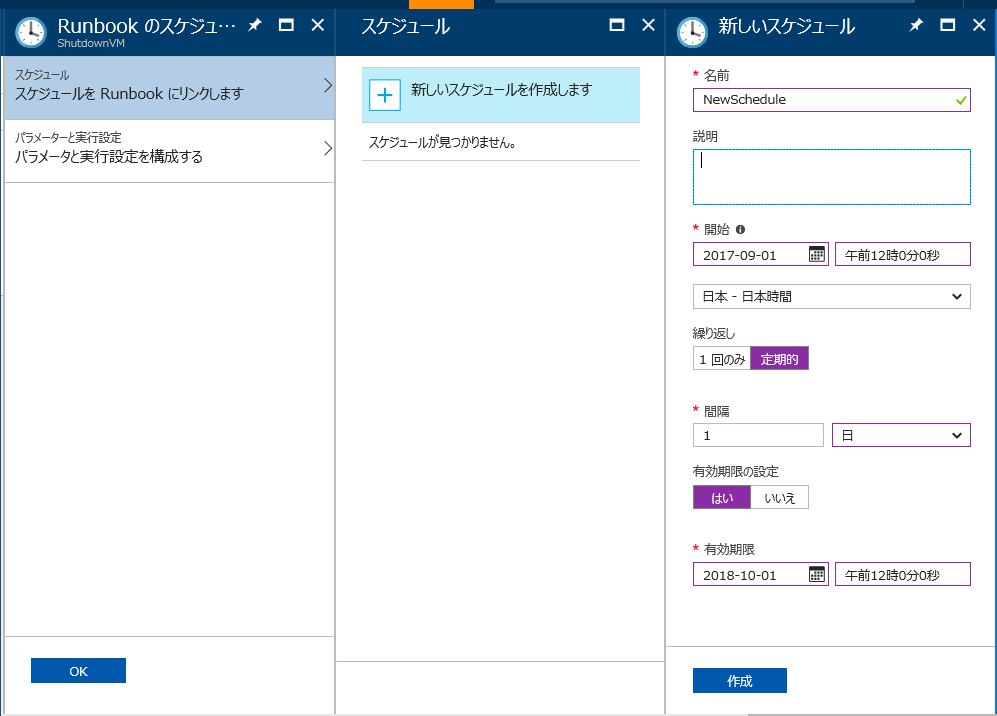 Runbook のスケジュ…
ShutdownVM
スケジュール
スケジュールを Runbook にリンクします
パラメーターと実行設定
パラメータと実行設定を構成する
OK
スケジュール
新しいスケジュールを作成します
スケジュールが見つかりません。
新しいスケジュール
* 名前
NewSchedule
説明
* 開始
2017-09-01 午前12時0分0秒
日本 - 日本時間
繰り返し
1 回のみ 定期的
* 間隔
1 日
有効期限の設定
はい いいえ
* 有効期限
2018-10-01 午前12時0分0秒
作成